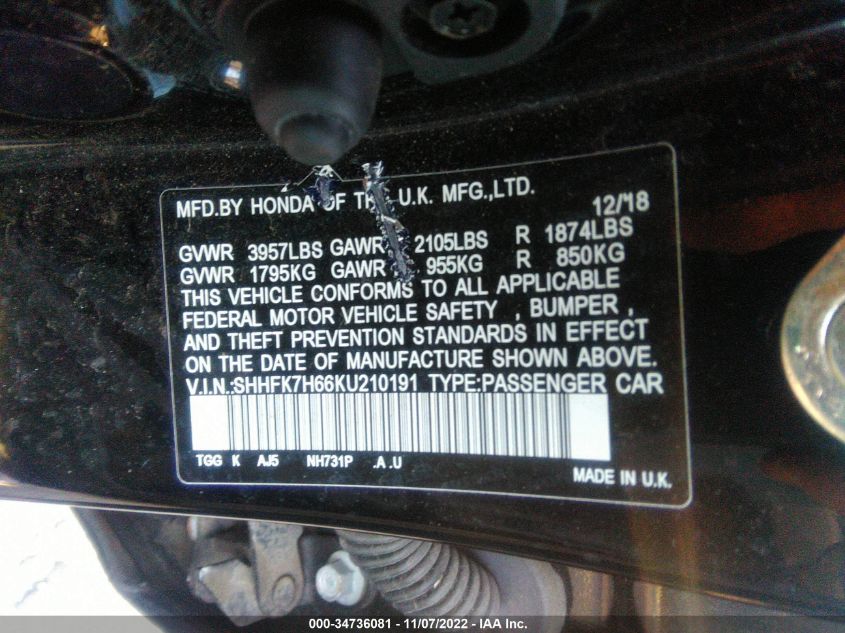 MFD.BY HONDA OF THE U.K. MFG.,LTD. 12/'18
GVWR 3957LBS GAWR 2105LBS R 1874LBS
GVWR 1795KG GAWR 955KG R 850KG
THIS VEHICLE CONFORMS TO ALL APPLICABLE
FEDERAL MOTOR VEHICLE SAFETY , BUMPER ,
AND THEFT PREVENTION STANDARDS IN EFFECT
ON THE DATE OF MANUFACTURE SHOWN ABOVE.
V.I.N.:SHHFK7H66KU210191 TYPE:PASSENGER CAR
TGG K AJ5 NH731P .A .U
MADE IN U.K.
000-34736081 - 11/07/2022 - IAA Inc.